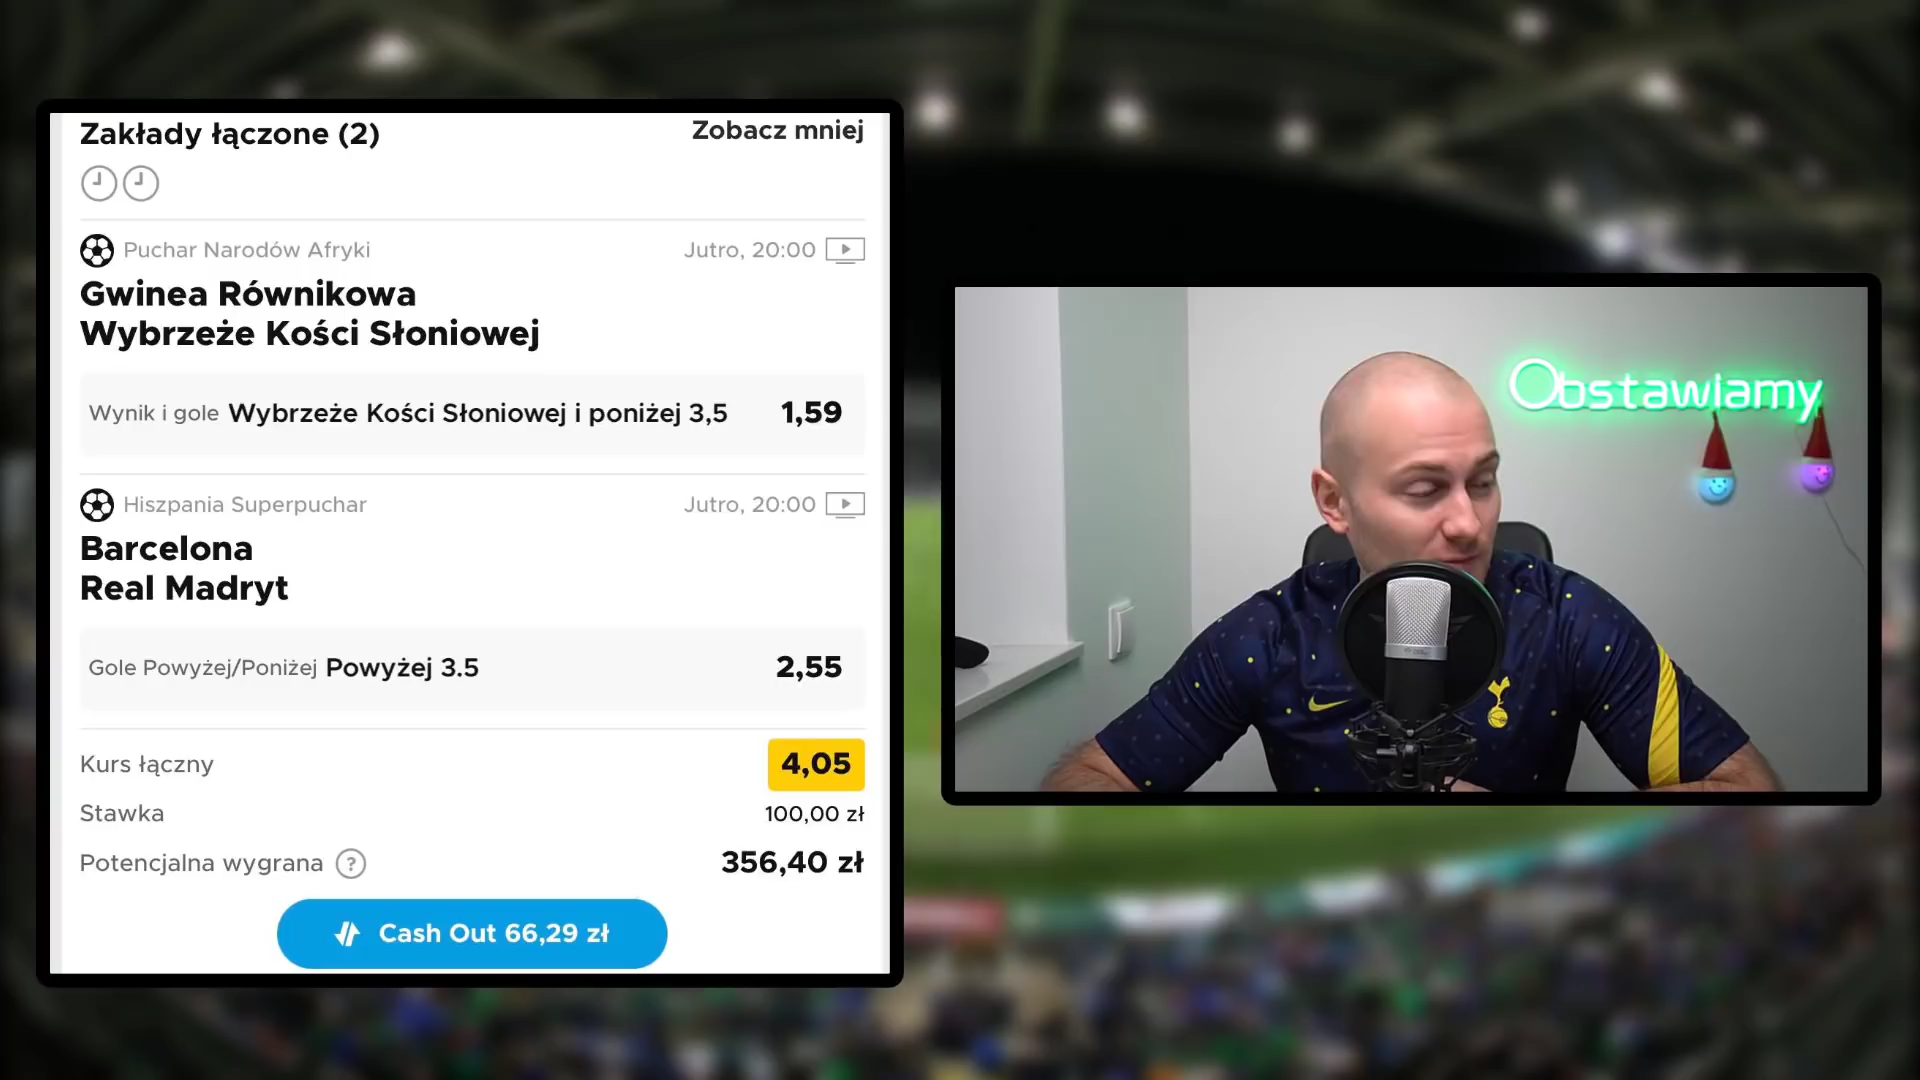 Zakłady łączone (2)
Zobacz mniej
Puchar Narodów Afryki
Jutro, 20:00
Gwinea Równikowa
Wybrzeże Kości Słoniowej
Wynik i gole Wybrzeże Kości Słoniowej i poniżej 3,5 1,59
Hiszpania Superpuchar
Jutro, 20:00
Barcelona
Real Madryt
Gole Powyżej/Poniżej Powyżej 3.5 2,55
Kurs łączny 4,05
Stawka 100,00 zł
Potencjalna wygrana ? 356,40 zł
Cash Out 66,29 zł
Obstawiamy